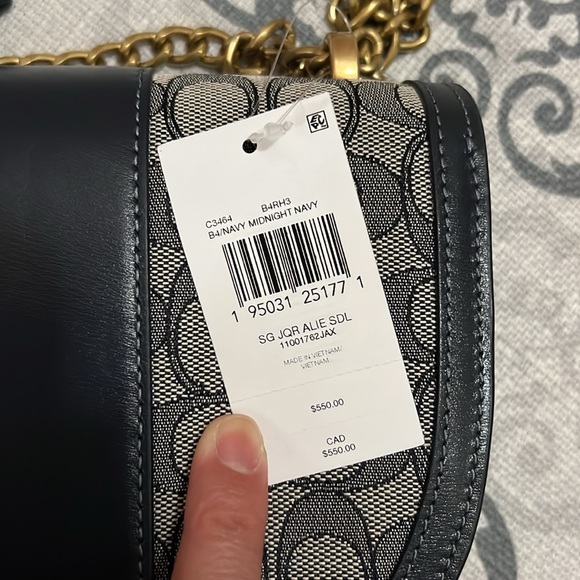 C3464 B4RH3
B4/NAVY MIDNIGHT NAVY
1 95031 25177 1
SG JQR ALIE SDL
11001762JAX
MADE IN VIETNAM/
VIETNAM
$550.00
CAD
$550.00